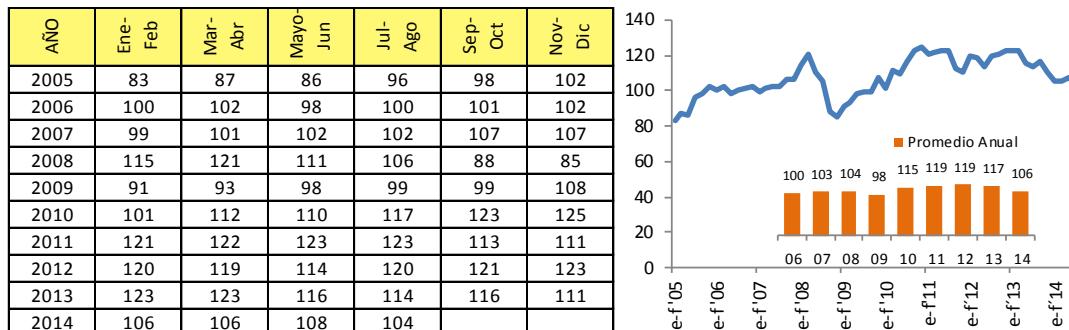 AÑO Ene-Feb Mar-Abr Mayo-Jun Jul-Ago Sep-Oct Nov-Dic
2005 83 87 86 96 98 102
2006 100 102 98 100 101 102
2007 99 101 102 102 107 107
2008 115 121 111 106 88 85
2009 91 93 98 99 99 108
2010 101 112 110 117 123 125
2011 121 122 123 123 113 111
2012 120 119 114 120 121 123
2013 123 123 116 114 116 111
2014 106 106 108 104
140
120
100
80
60
40
20
0
Promedio Anual
100 103 104 98 115 119 119 117 106
06 07 08 09 10 11 12 13 14
e-f'05 e-f'06 e-f'07 e-f'08 e-f'09 e-f'10 e-f'11 e-f'12 e-f'13 e-f'14